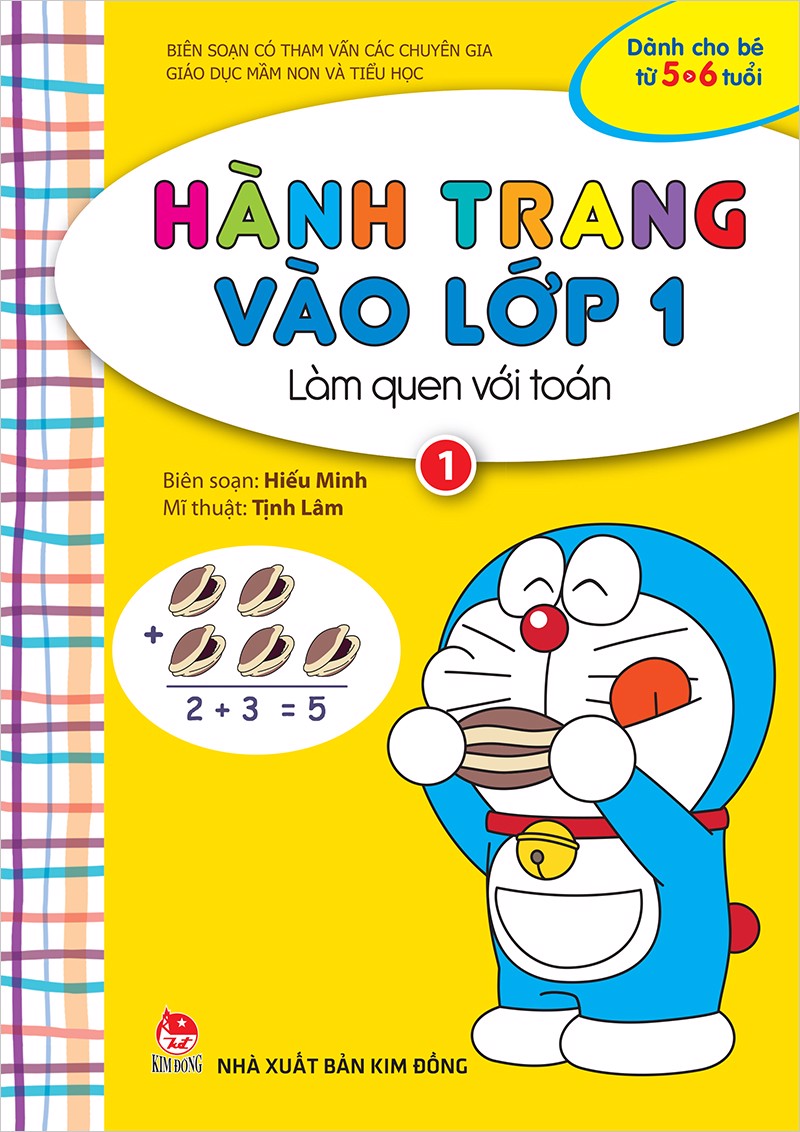 BIÊN SOẠN CÓ THAM VẤN CÁC CHUYÊN GIA
GIÁO DỤC MẦM NON VÀ TIỂU HỌC
Dành cho bé
từ 5 > 6 tuổi
HÀNH TRANG
VÀO LỚP 1
Làm quen với toán
1
Biên soạn: Hiếu Minh
Mĩ thuật: Tịnh Lâm
+
2 + 3 = 5
KIM ĐỒNG
NHÀ XUẤT BẢN KIM ĐỒNG